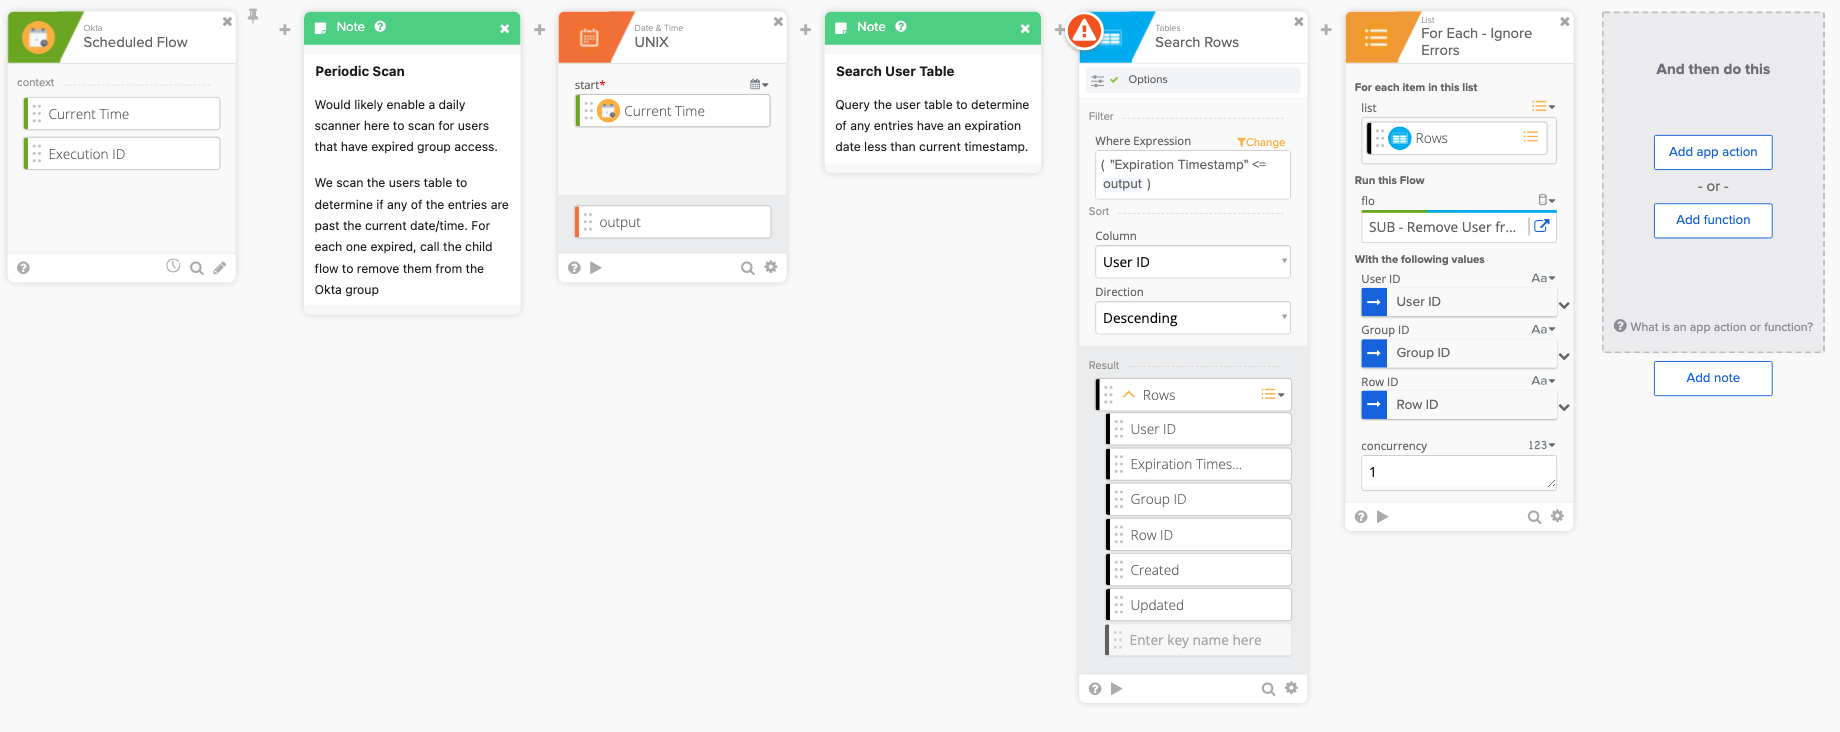 Okta
Scheduled Flow
context
Current Time
Execution ID
Note
Periodic Scan
Would likely enable a daily
scanner here to scan for users
that have expired group access.
We scan the users table to
determine if any of the entries are
past the current date/time. For
each one expired, call the child
flow to remove them from the
Okta group
Date & Time
UNIX
start*
Current Time
output
Note
Search User Table
Query the user table to determine
of any entries have an expiration
date less than current timestamp.
Tables
Search Rows
Options
Filter
Where Expression
Change
( "Expiration Timestamp" <=
output )
Sort
Column
User ID
Direction
Descending
Result
Rows
User ID
Expiration Times...
Group ID
Row ID
Created
Updated
Enter key name here
List
For Each - Ignore
Errors
For each item in this list
list
Rows
Run this Flow
flo
SUB - Remove User fr...
With the following values
User ID Aa
User ID
Group ID Aa
Group ID
Row ID Aa
Row ID
concurrency 123
1
And then do this
Add app action
- or -
Add function
What is an app action or function?
Add note